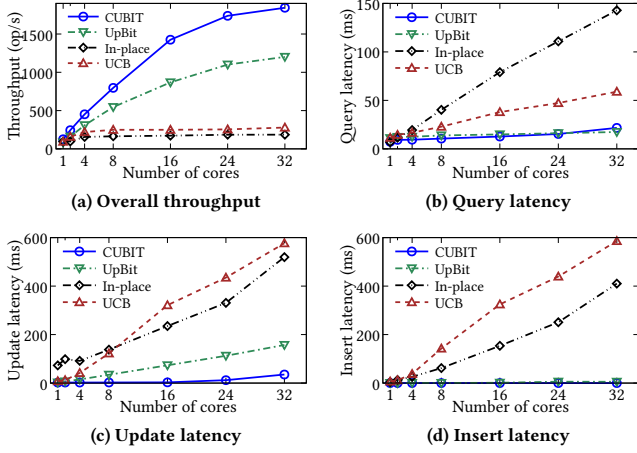 CUBIT
UpBit
In-place
UCB
Throughput (op/s)
1500
1000
500
0
1 4 8 16 24 32
Number of cores
(a) Overall throughput
CUBIT
UpBit
In-place
UCB
Query latency (ms)
150
100
50
0
1 4 8 16 24 32
Number of cores
(b) Query latency
CUBIT
UpBit
In-place
UCB
Update latency (ms)
600
400
200
0
1 4 8 16 24 32
Number of cores
(c) Update latency
CUBIT
UpBit
In-place
UCB
Insert latency (ms)
600
400
200
0
1 4 8 16 24 32
Number of cores
(d) Insert latency